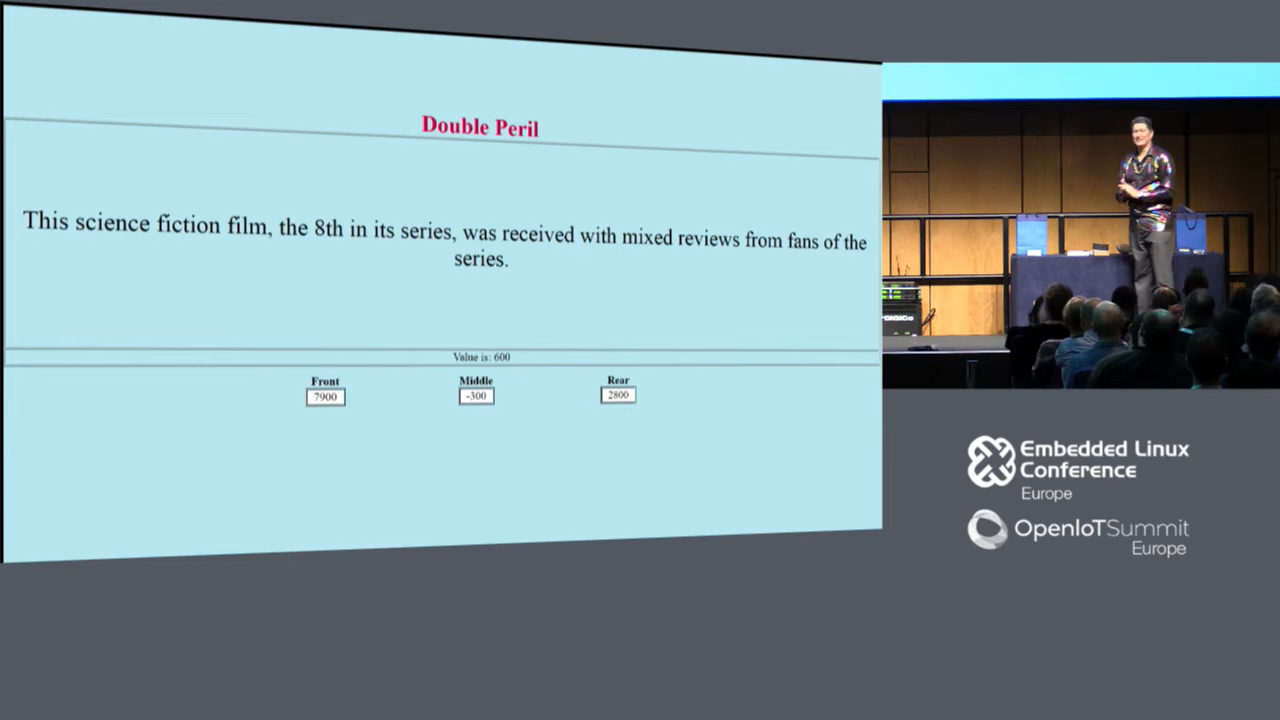 Double Peril
This science fiction film, the 8th in its series, was received with mixed reviews from fans of the
series.
Value is: 600
Front Middle Rear
7900 -300 2800
DIGICo
Embedded Linux
Conference
Europe
OpenIoTSummit
Europe